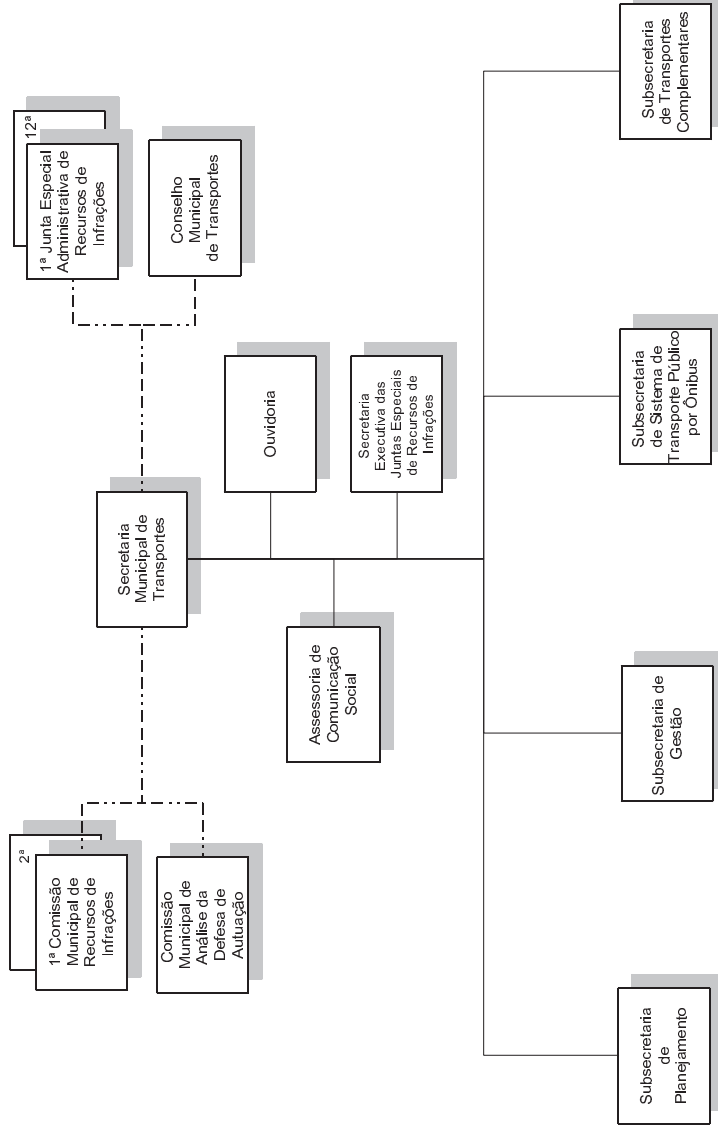 2ª
1ª Comissão
Municipal de
Recursos de
Infrações
Comissão
Municipal de
Análise da
Defesa de
Autuação
Secretaria
Municipal de
Transportes
12ª
1ª Junta Especial
Administrativa de
Recursos de
Infrações
Conselho
Municipal
de Transportes
Assessoria de
Comunicação
Social
Ouvidoria
Secretaria
Executiva das
Juntas Especiais
de Recursos de
Infrações
Subsecretaria
de
Planejamento
Subsecretaria de
Gestão
Subsecretaria
de Sistema de
Transporte Público
por Ônibus
Subsecretaria
de Transportes
Complementares